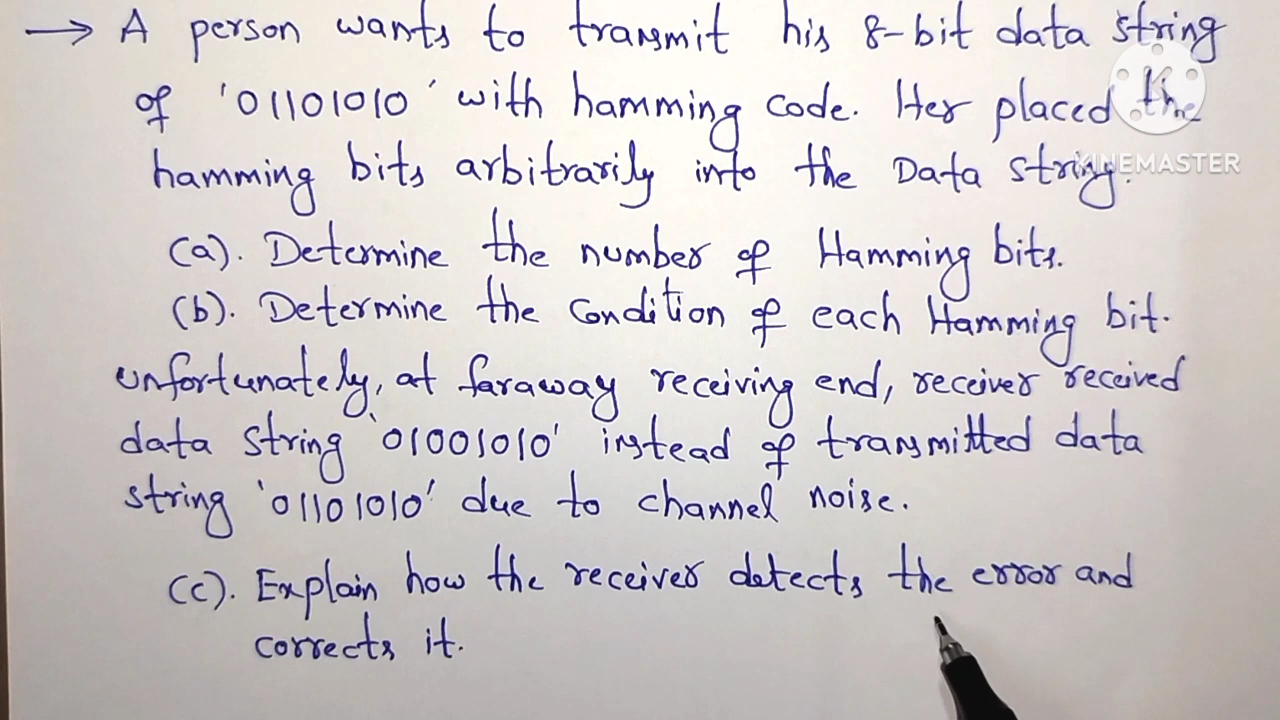 → A person wants to transmit his 8-bit data string
of '01101010' with hamming code. Her placed the
KINEMASTER
hamming bits arbitrarily into the Data string.
(a). Determine the number of Hamming bits.
(b). Determine the Condition of each Hamming bit.
unfortunately, at faraway receiving end, receiver received
data string '01001010' instead of transmitted data
string '01101010' due to channel noise.
(c). Explain how the receiver detects the error and
corrects it.